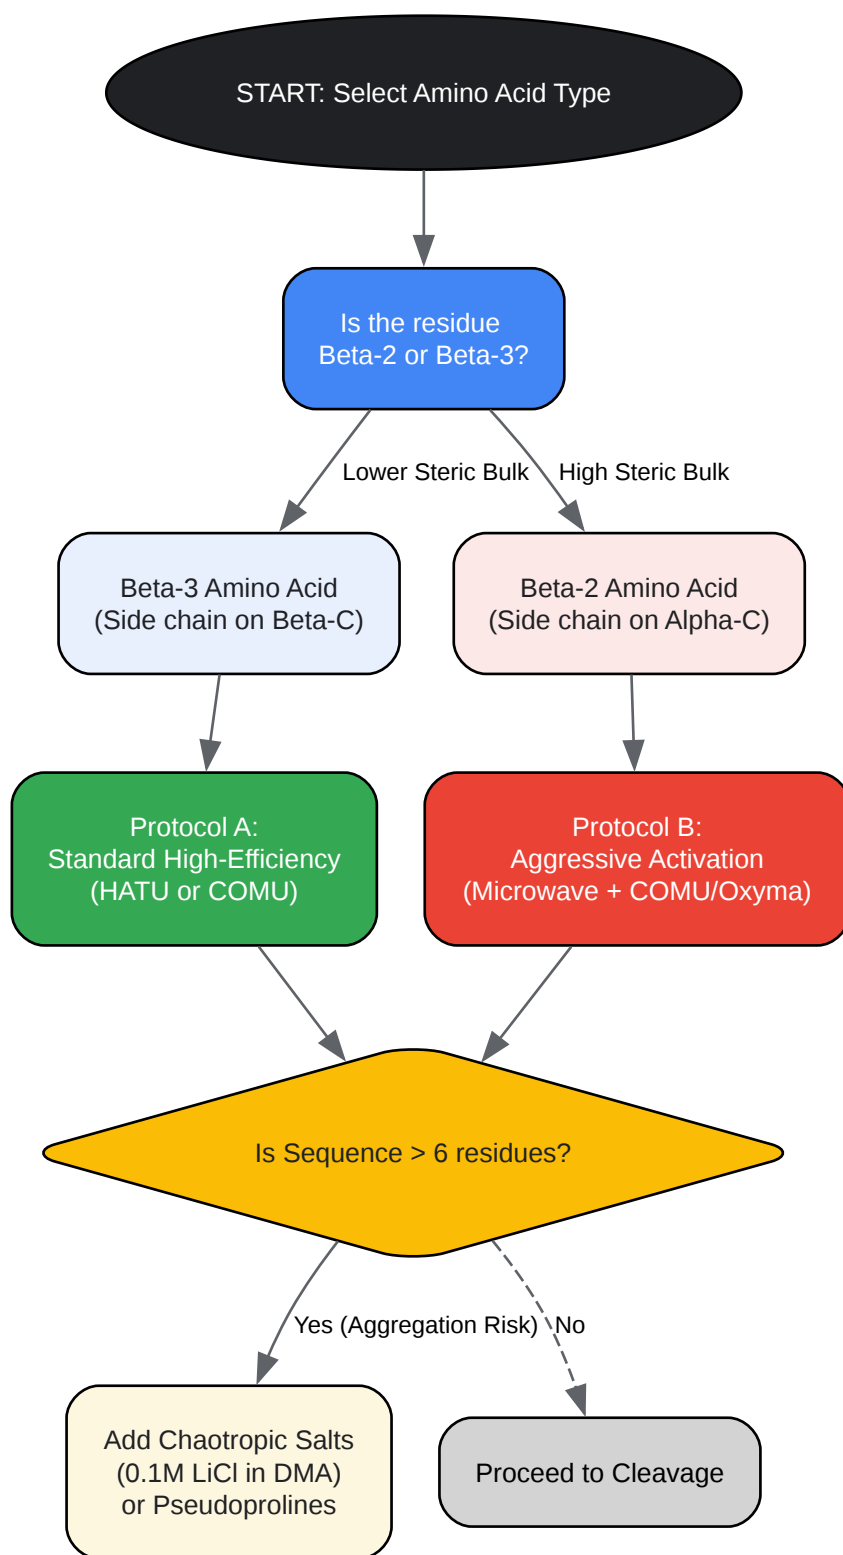 START: Select Amino Acid Type
Is the residue
Beta-2 or Beta-3?
Lower Steric Bulk
High Steric Bulk
Beta-3 Amino Acid
(Side chain on Beta-C)
Beta-2 Amino Acid
(Side chain on Alpha-C)
Protocol A:
Standard High-Efficiency
(HATU or COMU)
Protocol B:
Aggressive Activation
(Microwave + COMU/Oxyma)
Is Sequence > 6 residues?
Yes (Aggregation Risk)
No
Add Chaotropic Salts
(0.1M LiCl in DMA)
or Pseudoprolines
Proceed to Cleavage